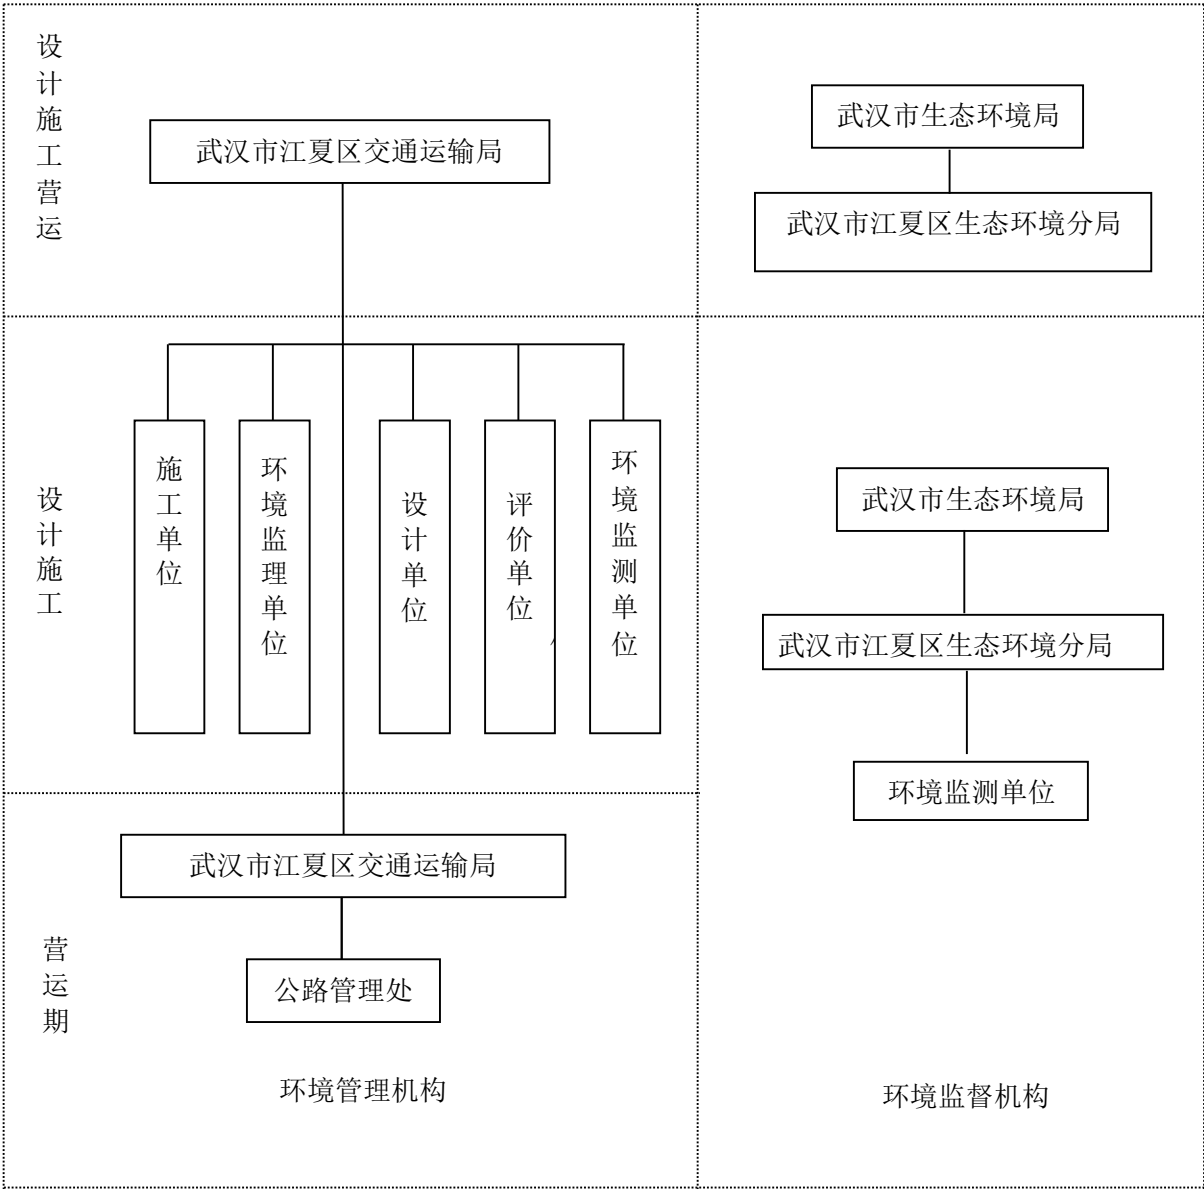 设计施工营运
武汉市江夏区交通运输局
武汉市生态环境局
武汉市江夏区生态环境分局
设计施工
施工单位
环境监理单位
设计单位
评价单位
环境监测单位
武汉市生态环境局
武汉市江夏区生态环境分局
环境监测单位
营运期
武汉市江夏区交通运输局
公路管理处
环境管理机构
环境监督机构